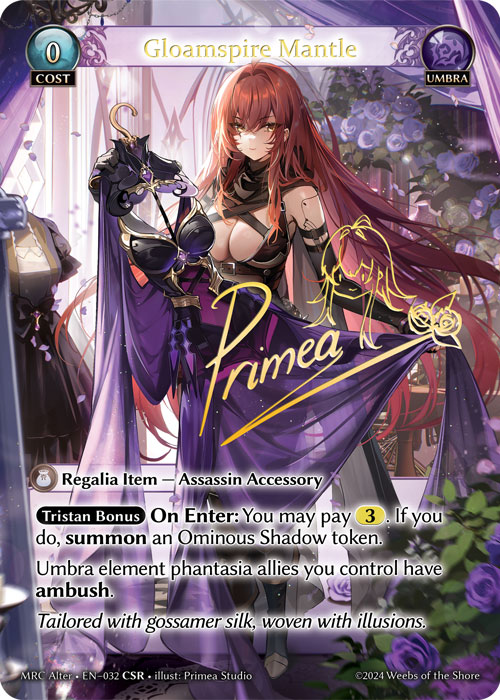 Gloamspire Mantle
0
COST
UMBRA
Primea
Regalia Item — Assassin Accessory
Tristan Bonus On Enter: You may pay 3. If you
do, summon an Ominous Shadow token.
Umbra element phantasia allies you control have
ambush.
Tailored with gossamer silk, woven with illusions.
MRC Alter • EN-032 CSR • illust: Primea Studio
©2024 Weebs of the Shore